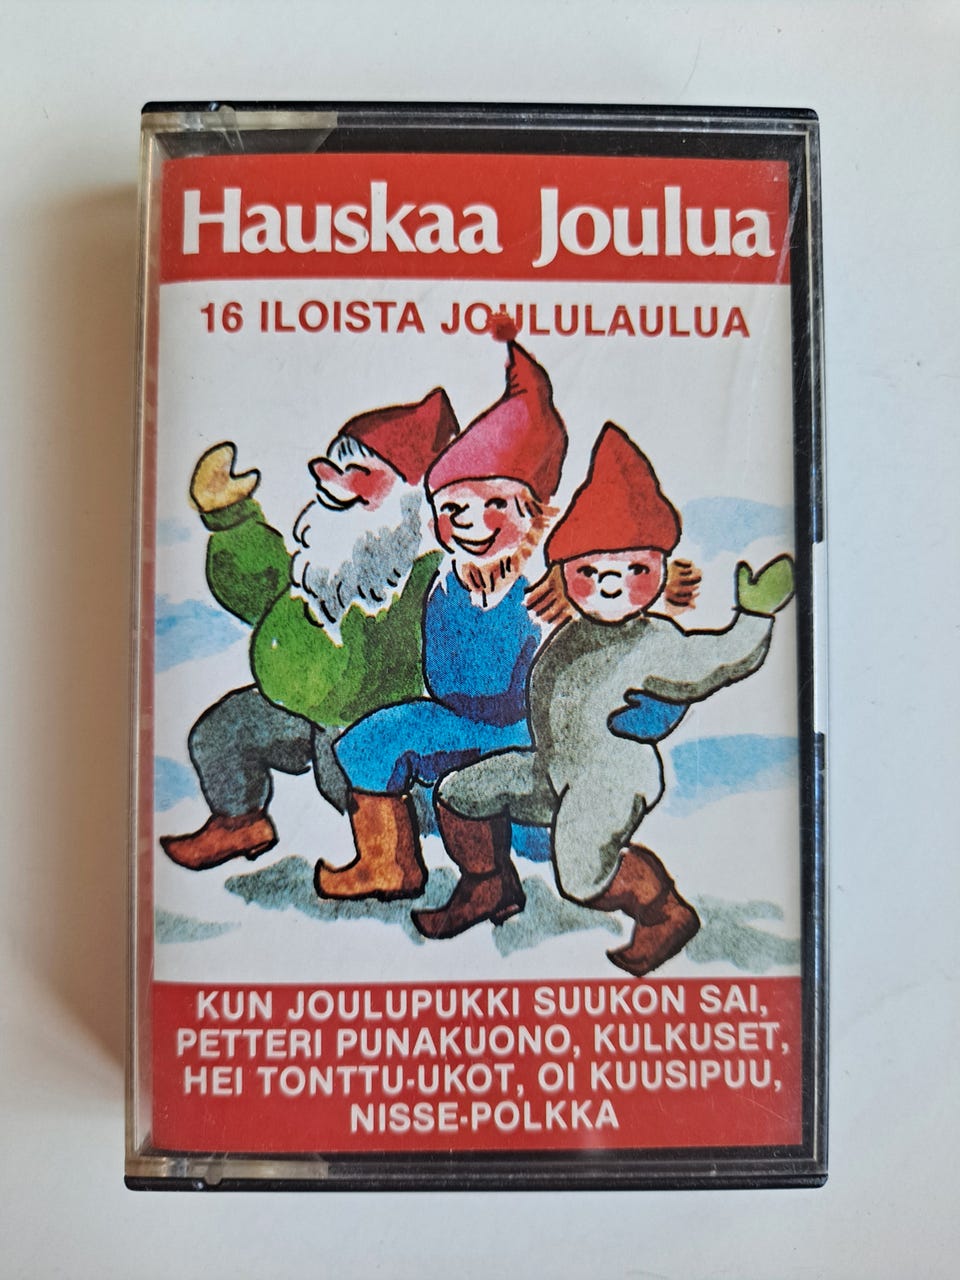 Hauskaa Joulua
16 ILOISTA JOULULAULUA
KUN JOULUPUKKI SUUKON SAI,
PETTERI PUNAKUONO, KULKUSET,
HEI TONTTU-UKOT, OI KUUSIPUU,
NISSE-POLKKA